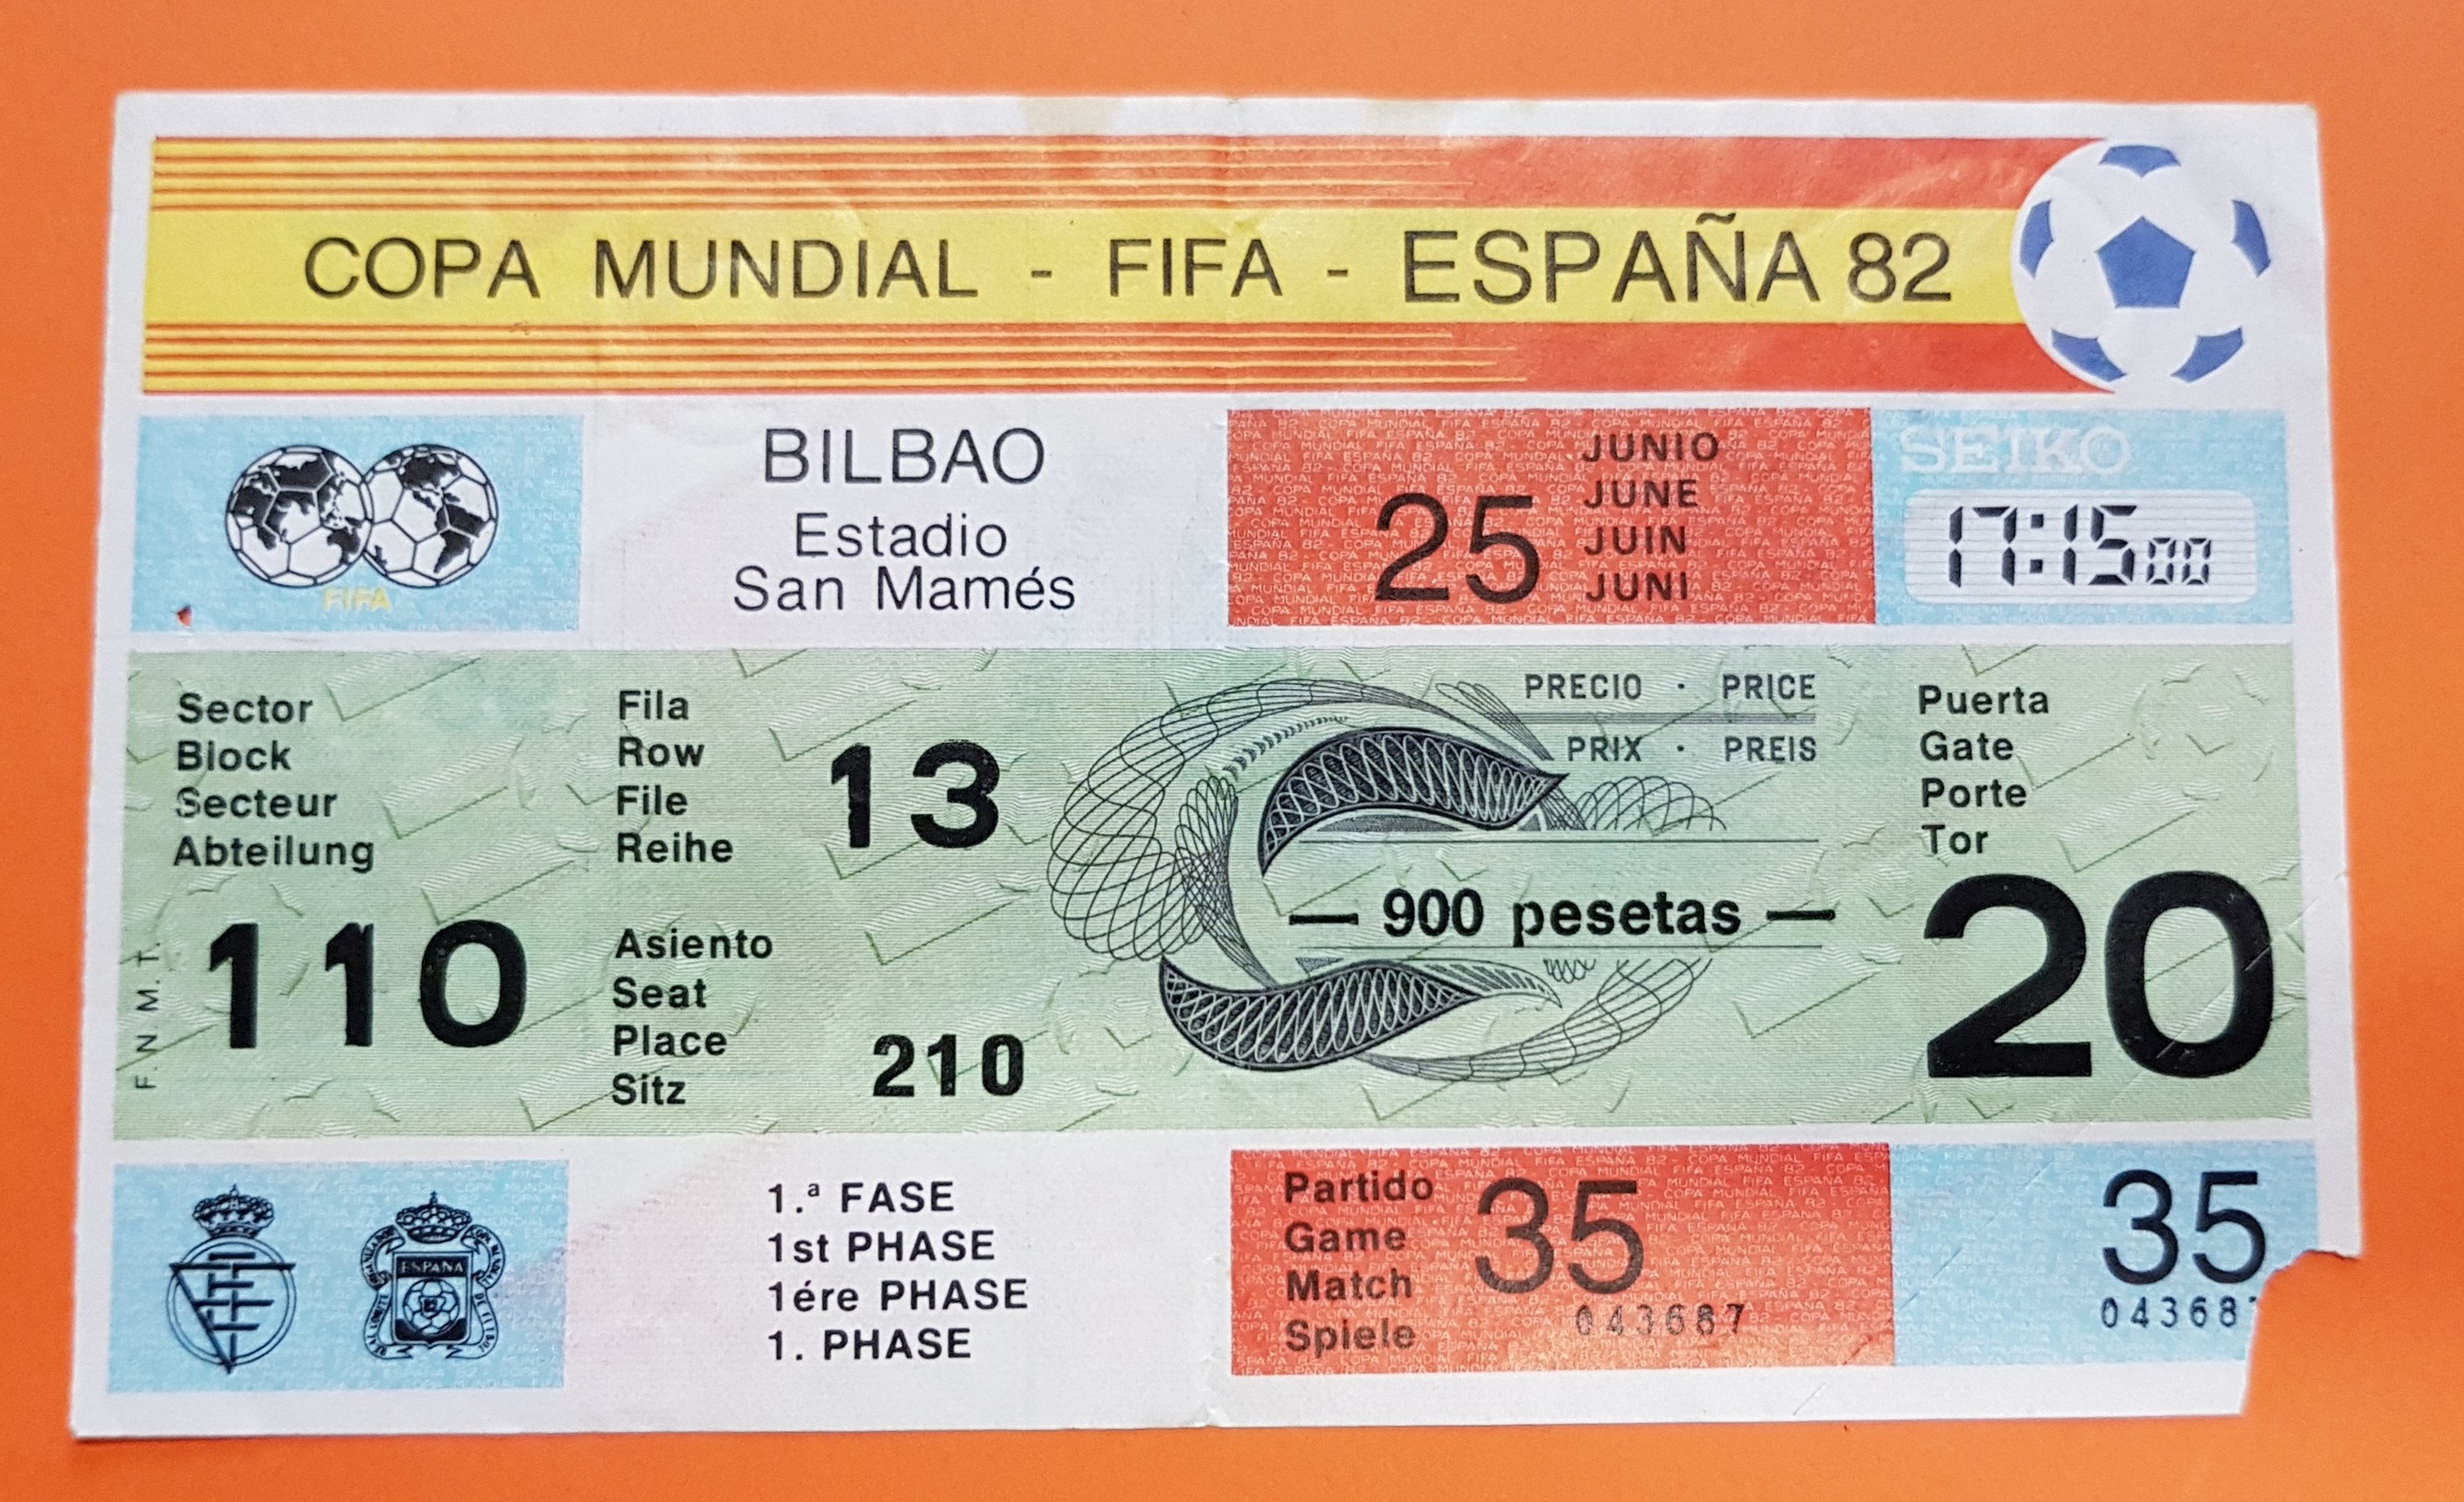 COPA MUNDIAL - FIFA - ESPAÑA 82
FIFA
BILBAO
Estadio
San Mamés
25
JUNIO
JUNE
JUIN
JUNI
SEIKO
17:15 00
Sector
Block
Secteur
Abteilung
110
Fila
Row
File
Reihe
13
Asiento
Seat
Place
Sitz
210
PRECIO · PRICE
PRIX · PREIS
— 900 pesetas —
Puerta
Gate
Porte
Tor
20
F. N. M. T.
ESPAÑA
1.ª FASE
1st PHASE
1ére PHASE
1. PHASE
Partido
Game
Match
Spiele
35
043687
35
04368